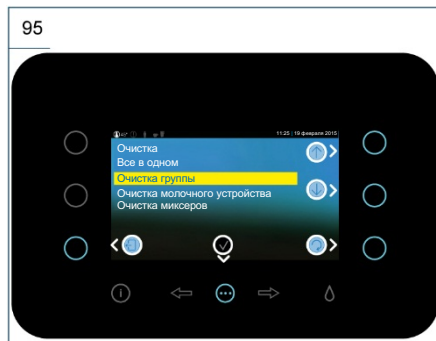 95
11:25 | 19 февраля 2015
Очистка
Все в одном
Очистка группы
Очистка молочного устройства
Очистка миксеров